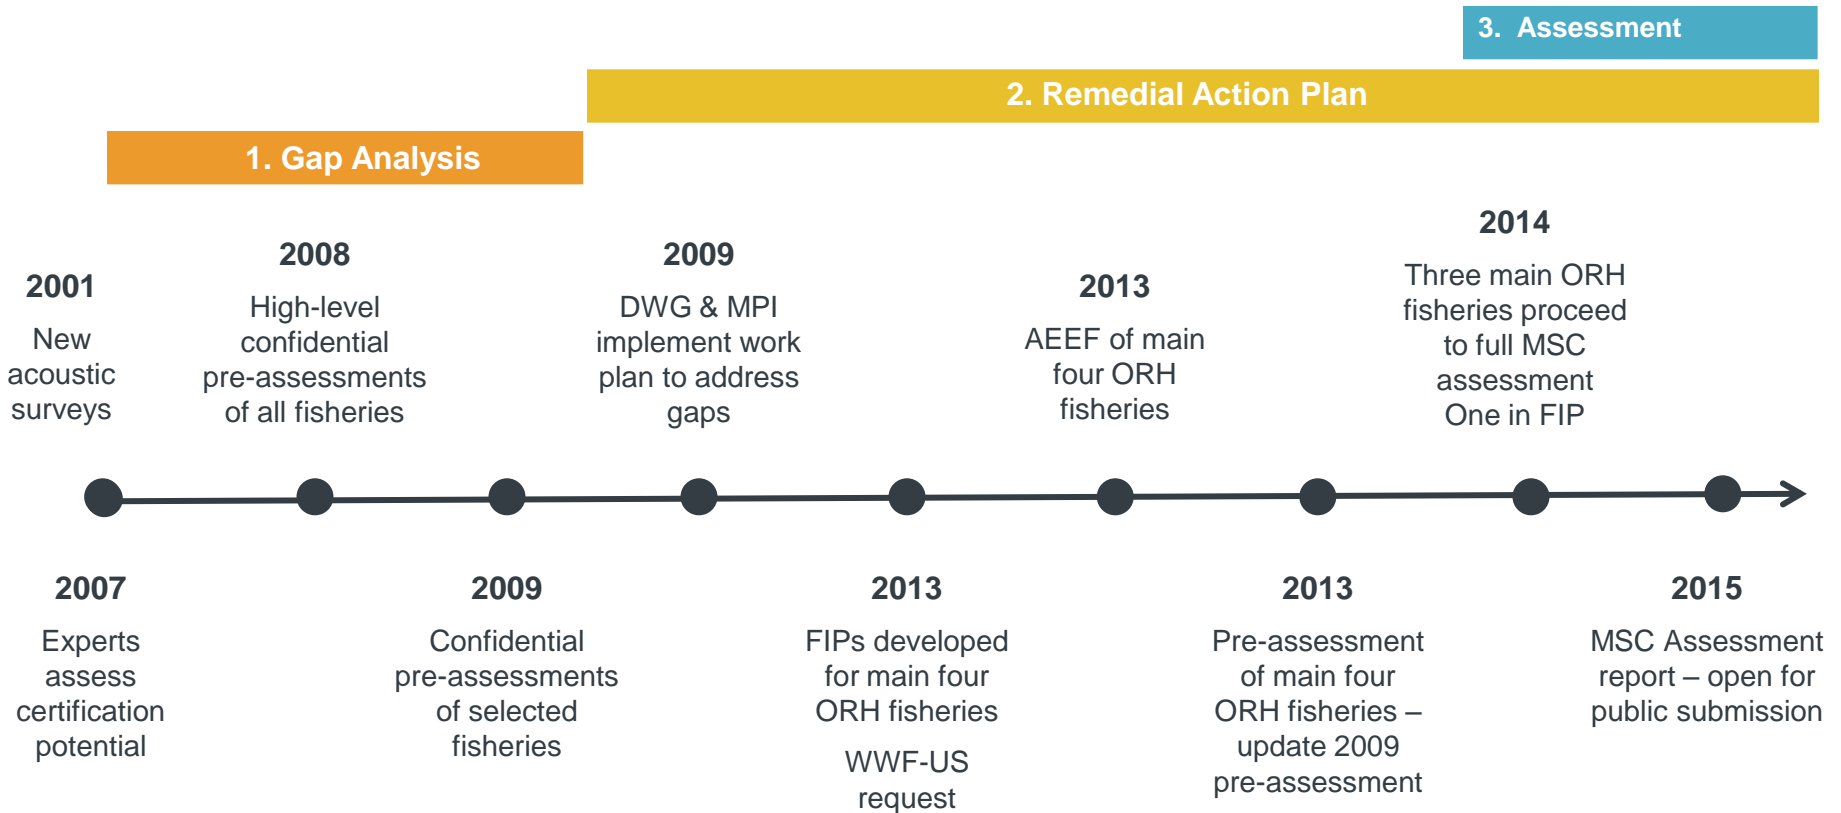 3. Assessment
2. Remedial Action Plan
1. Gap Analysis
2001
New
acoustic
surveys
2008
High-level
confidential
pre-assessments
of all fisheries
2009
DWG & MPI
implement work
plan to address
gaps
2013
AEEF of main
four ORH
fisheries
2014
Three main ORH
fisheries proceed
to full MSC
assessment
One in FIP
2007
Experts
assess
certification
potential
2009
Confidential
pre-assessments
of selected
fisheries
2013
FIPs developed
for main four
ORH fisheries
WWF-US
request
2013
Pre-assessment
of main four
ORH fisheries –
update 2009
pre-assessment
2015
MSC Assessment
report – open for
public submission